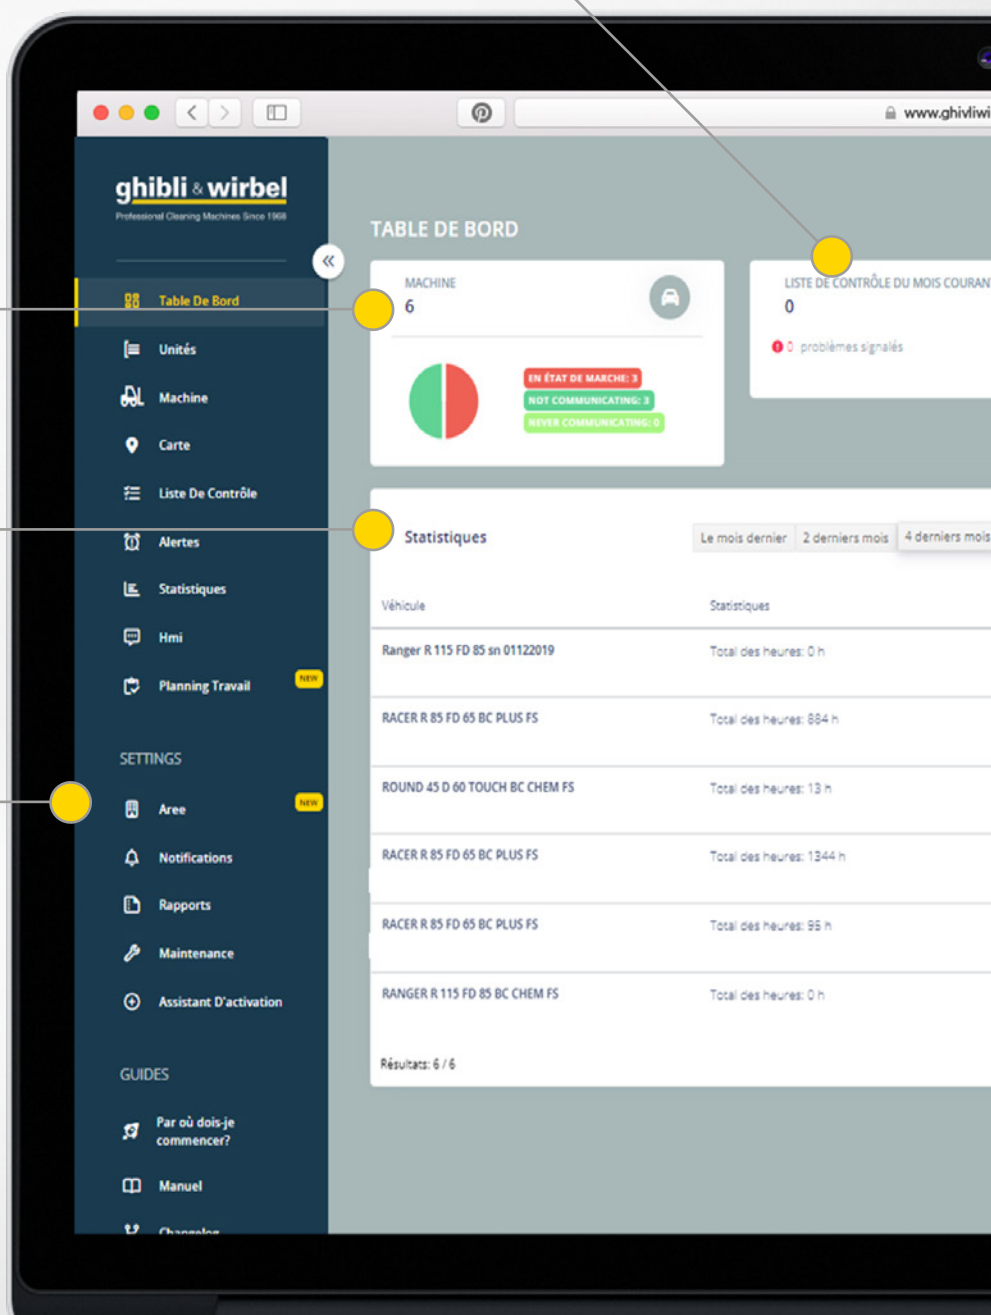 www.ghivliwi
ghibli & wirbel
Professional Cleaning Machines Since 1968
Table De Bord
Unités
Machine
Carte
Liste De Contrôle
Alertes
Statistiques
Hmi
Planning Travail NEW
SETTINGS
Aree NEW
Notifications
Rapports
Maintenance
Assistant D'activation
GUIDES
Par où dois-je
commencer?
Manuel
Changelog
TABLE DE BORD
MACHINE
6
EN ÉTAT DE MARCHE: 3
NOT COMMUNICATING: 3
NEVER COMMUNICATING: 0
LISTE DE CONTRÔLE DU MOIS COURANT
0
0 problèmes signalés
Statistiques
Le mois dernier 2 derniers mois 4 derniers mois
Véhicule Statistiques
Ranger R 115 FD 85 sn 01122019 Total des heures: 0 h
RACER R 85 FD 65 BC PLUS FS Total des heures: 884 h
ROUND 45 D 60 TOUCH BC CHEM FS Total des heures: 13 h
RACER R 85 FD 65 BC PLUS FS Total des heures: 1344 h
RACER R 85 FD 65 BC PLUS FS Total des heures: 95 h
RANGER R 115 FD 85 BC CHEM FS Total des heures: 0 h
Résultats: 6 / 6